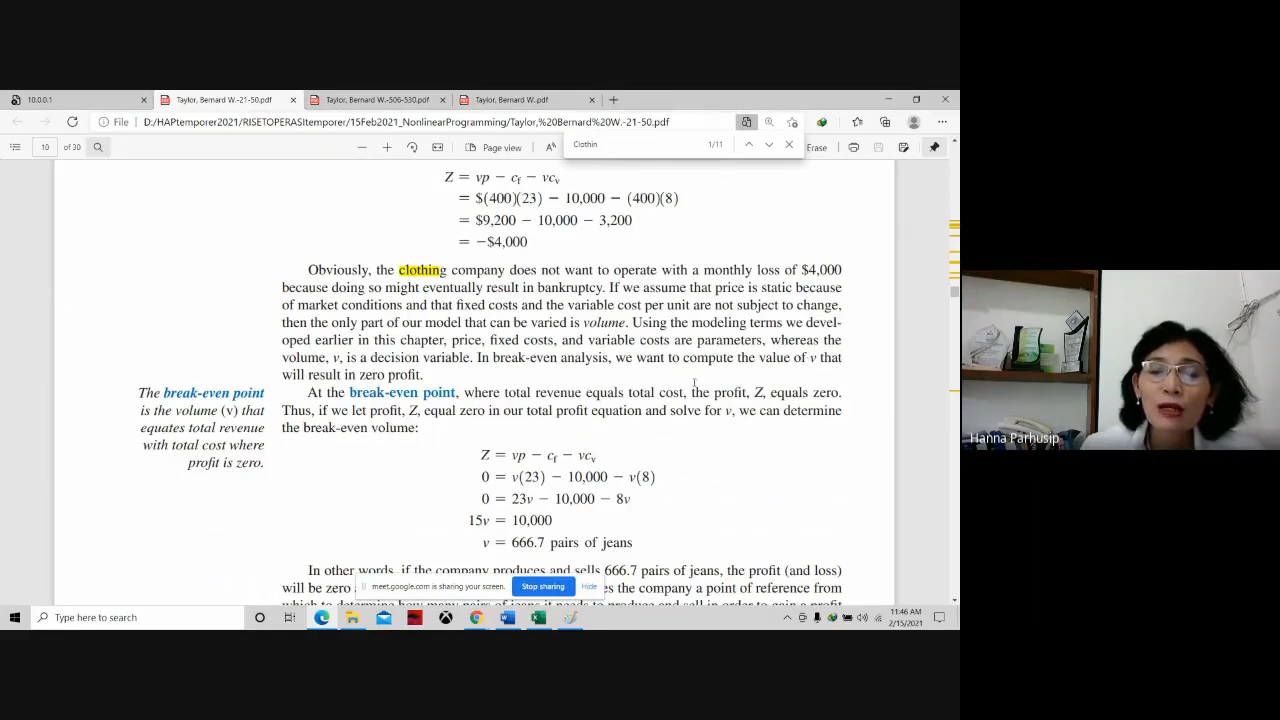 10.0.0.1
Taylor, Bernard W.-21-50.pdf
Taylor, Bernard W.-506-530.pdf
Taylor, Bernard W..pdf
File
D:/HAPtemporer2021/RISETOPERASItemporer/15Feb2021_NonlinearProgramming/Taylor,%20Bernard%20W.-21-50.pdf
Clothin
1/11
10
of 30
Page view
Erase
Z = vp − cf − vcv
= $(400)(23) − 10,000 − (400)(8)
= $9,200 − 10,000 − 3,200
= −$4,000
Obviously, the clothing company does not want to operate with a monthly loss of $4,000
because doing so might eventually result in bankruptcy. If we assume that price is static because
of market conditions and that fixed costs and the variable cost per unit are not subject to change,
then the only part of our model that can be varied is volume. Using the modeling terms we devel-
oped earlier in this chapter, price, fixed costs, and variable costs are parameters, whereas the
volume, v, is a decision variable. In break-even analysis, we want to compute the value of v that
will result in zero profit.
The break-even point
is the volume (v) that
equates total revenue
with total cost where
profit is zero.
At the break-even point, where total revenue equals total cost, the profit, Z, equals zero.
Thus, if we let profit, Z, equal zero in our total profit equation and solve for v, we can determine
the break-even volume:
Z = vp − cf − vcv
0 = v(23) − 10,000 − v(8)
0 = 23v − 10,000 − 8v
15v = 10,000
v = 666.7 pairs of jeans
In other words, if the company produces and sells 666.7 pairs of jeans, the profit (and loss)
will be zero
es the company a point of reference from
meet.google.com is sharing your screen.
Stop sharing
Hide
Type here to search
11:46 AM
2/15/2021
Hanna Parhusip